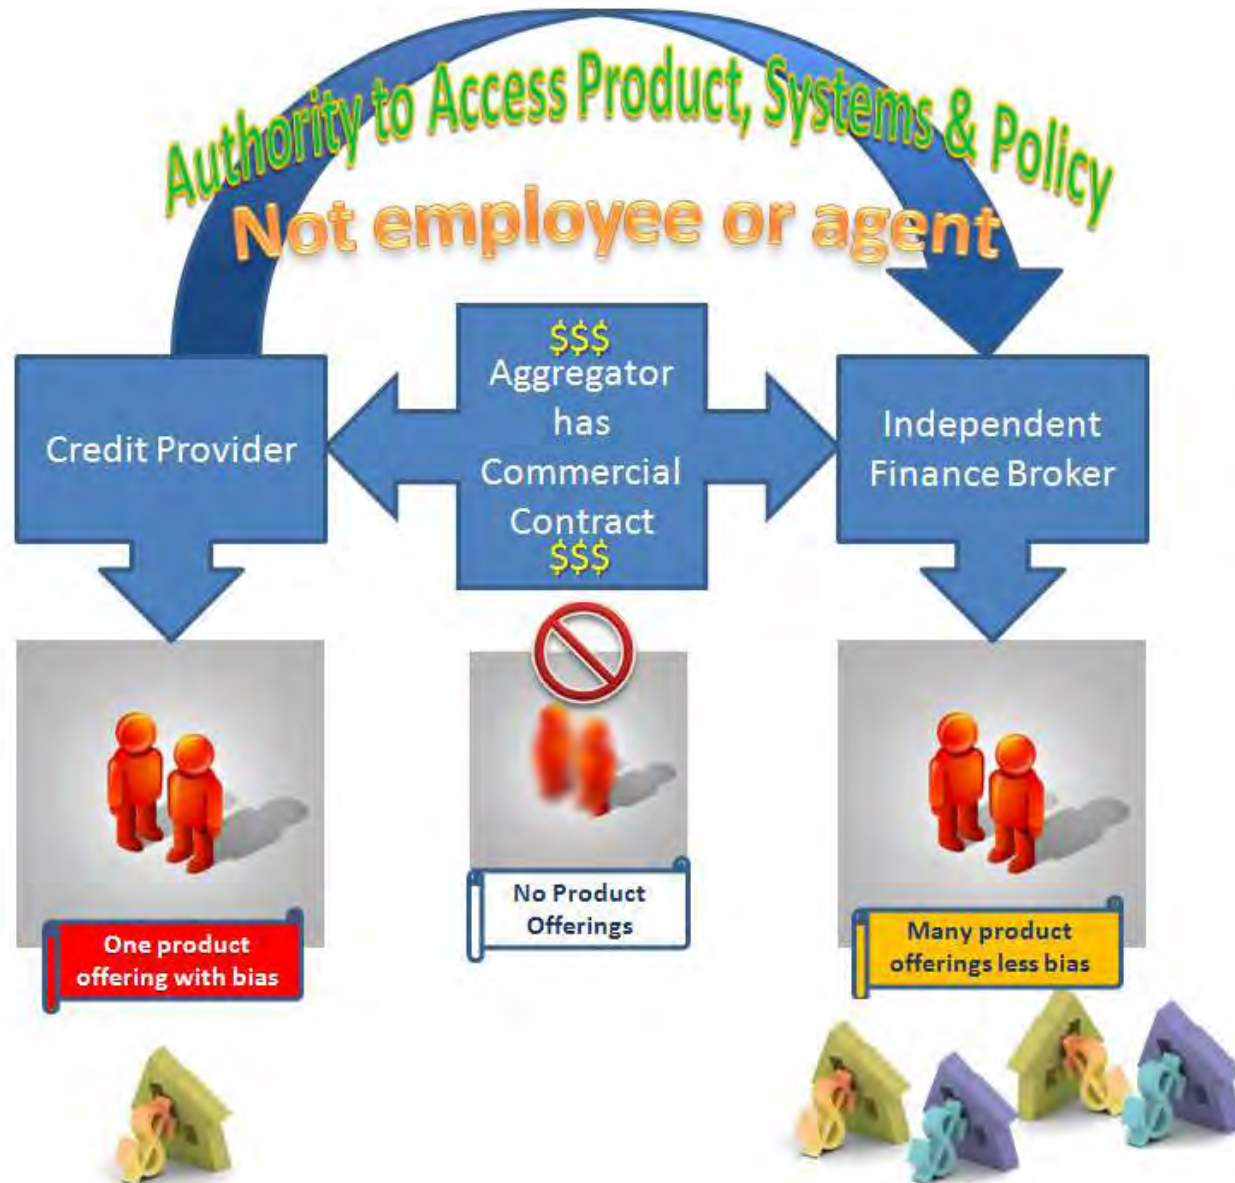 Authority to Access Product, Systems & Policy
Not employee or agent
$$$
Aggregator
has
Commercial
Contract
$$$
Credit Provider
Independent
Finance Broker
No Product
Offerings
One product
offering with bias
Many product
offerings less bias